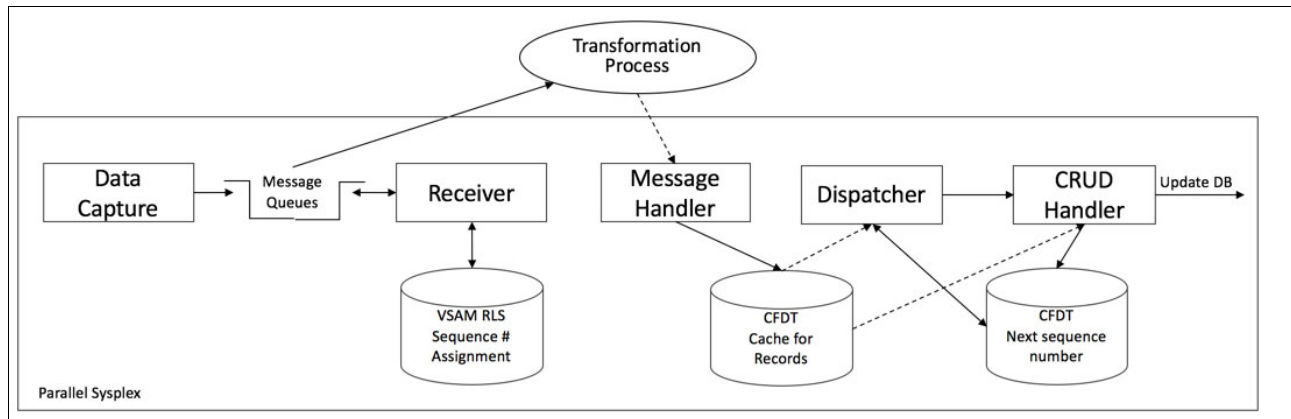 Transformation
Process
Data
Capture
Message
Queues
Receiver
Message
Handler
Dispatcher
CRUD
Handler
Update DB
VSAM RLS
Sequence #
Assignment
CFDT
Cache for
Records
CFDT
Next sequence
number
Parallel Sysplex